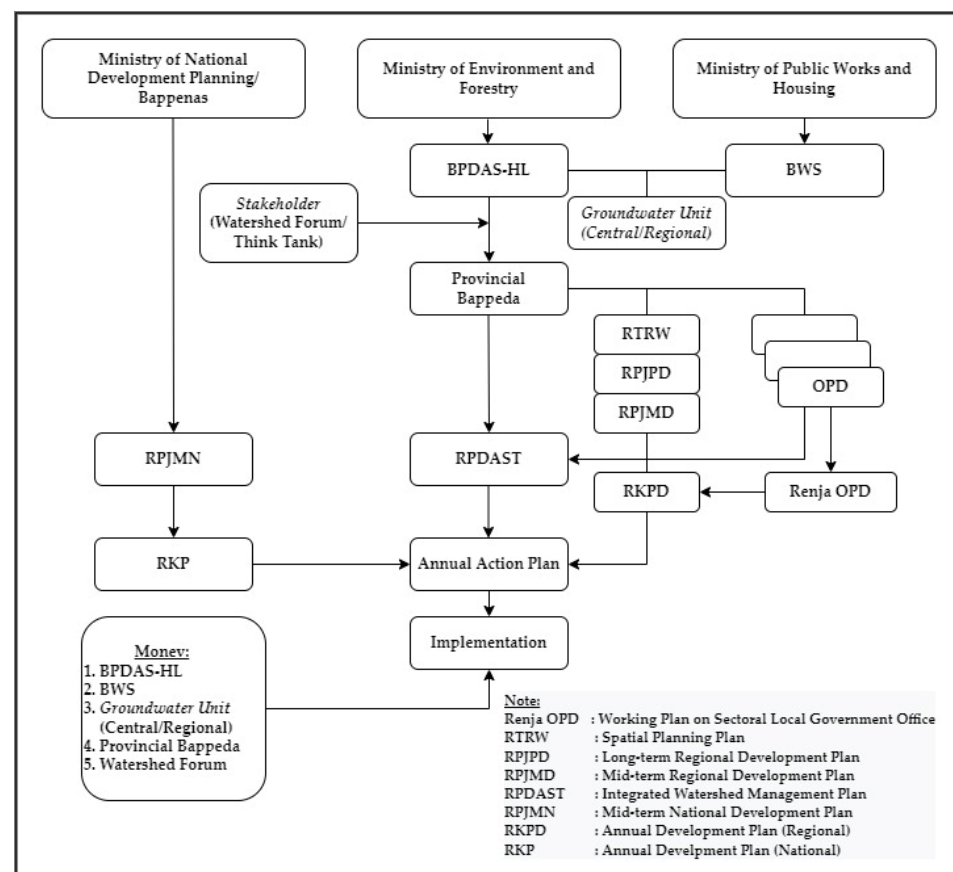 Ministry of National
Development Planning/
Bappenas
Ministry of Environment and
Forestry
Ministry of Public Works and
Housing
BPDAS-HL
BWS
Stakeholder
(Watershed Forum/
Think Tank)
Groundwater Unit
(Central/Regional)
Provincial
Bappeda
RTRW
RPJPD
RPJMD
OPD
RPJMN
RPDAST
RKPD
Renja OPD
RKP
Annual Action Plan
Implementation
Monev:
1. BPDAS-HL
2. BWS
3. Groundwater Unit
(Central/Regional)
4. Provincial Bappeda
5. Watershed Forum
Note:
Renja OPD : Working Plan on Sectoral Local Government Office
RTRW : Spatial Planning Plan
RPJPD : Long-term Regional Development Plan
RPJMD : Mid-term Regional Development Plan
RPDAST : Integrated Watershed Management Plan
RPJMN : Mid-term National Development Plan
RKPD : Annual Development Plan (Regional)
RKP : Annual Develpment Plan (National)